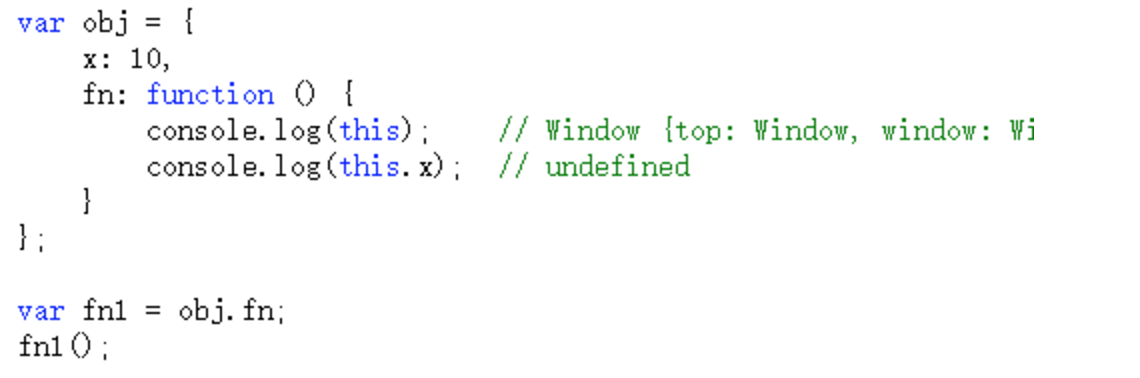 var obj = {
    x: 10,
    fn: function () {
        console.log(this);    // Window {top: Window, window: Wi
        console.log(this.x);  // undefined
    }
};

var fn1 = obj.fn;
fn1();